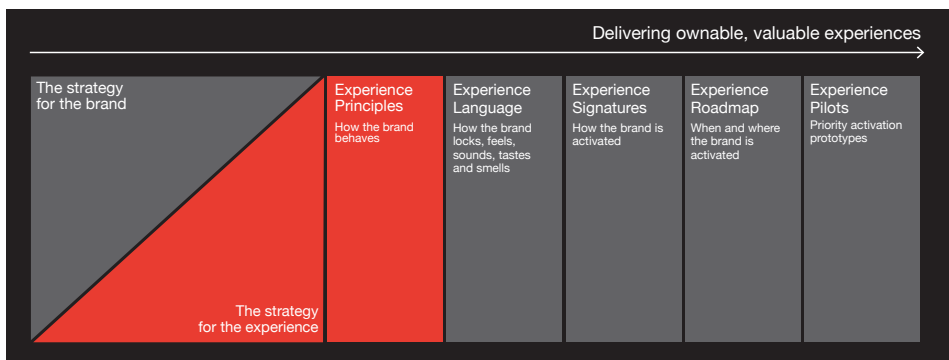 Delivering ownable, valuable experiences
The strategy
for the brand
The strategy
for the experience
Experience
Principles
How the brand
behaves
Experience
Language
How the brand
locks, feels,
sounds, tastes
and smells
Experience
Signatures
How the brand is
activated
Experience
Roadmap
When and where
the brand is
activated
Experience
Pilots
Priority activation
prototypes